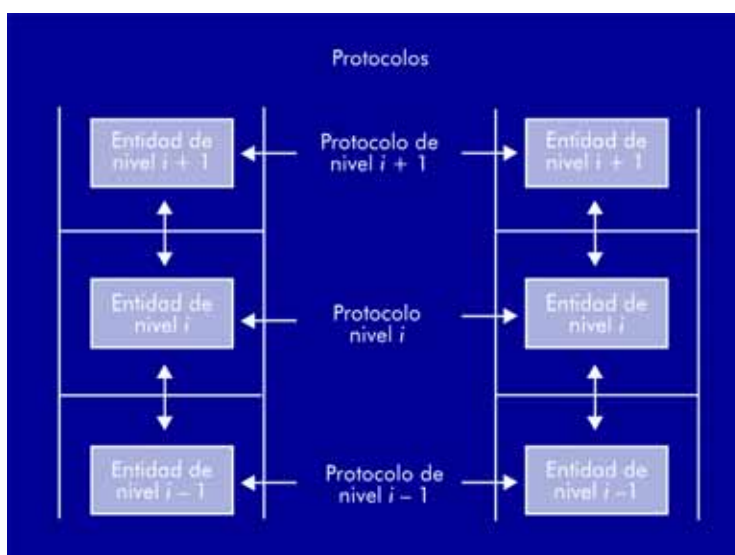 Protocolos
Entidad de
nivel i + 1
Protocolo de
nivel i + 1
Entidad de
nivel i + 1
Entidad de
nivel i
Protocolo
nivel i
Entidad de
nivel i
Entidad de
nivel i – 1
Protocolo de
nivel i – 1
Entidad de
nivel i –1